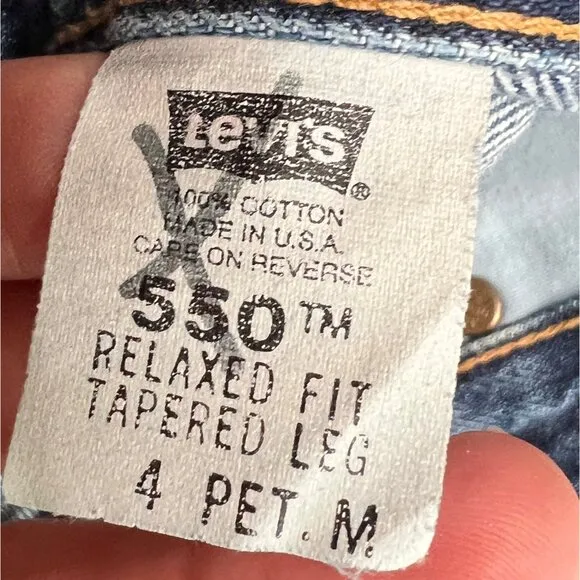 Levi's ®
100% COTTON
MADE IN U.S.A.
CARE ON REVERSE
550™
RELAXED FIT
TAPERED LEG
4 PET. M.